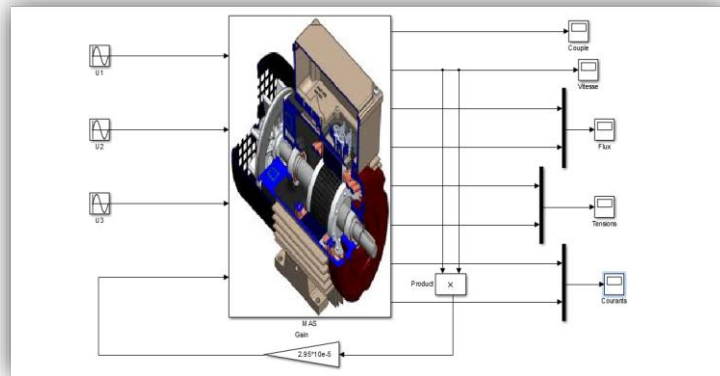 U1
U2
U3
MAS
Gain
2.95*10e-5
Product
×
Couple
Vitesse
Flux
Tensions
Courants